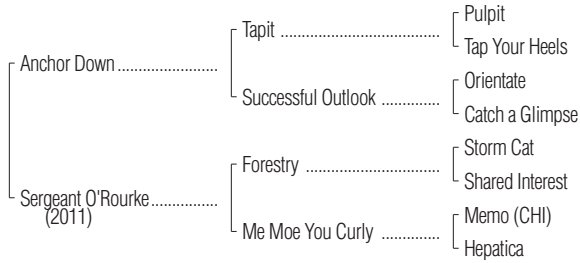 Pulpit
Tapit ................................
Tap Your Heels
Anchor Down ........................
Orientate
Successful Outlook ..............
Catch a Glimpse
Storm Cat
Forestry ................................
Shared Interest
Sergeant O'Rourke ................
(2011)
Memo (CHI)
Me Moe You Curly ..............
Hepatica